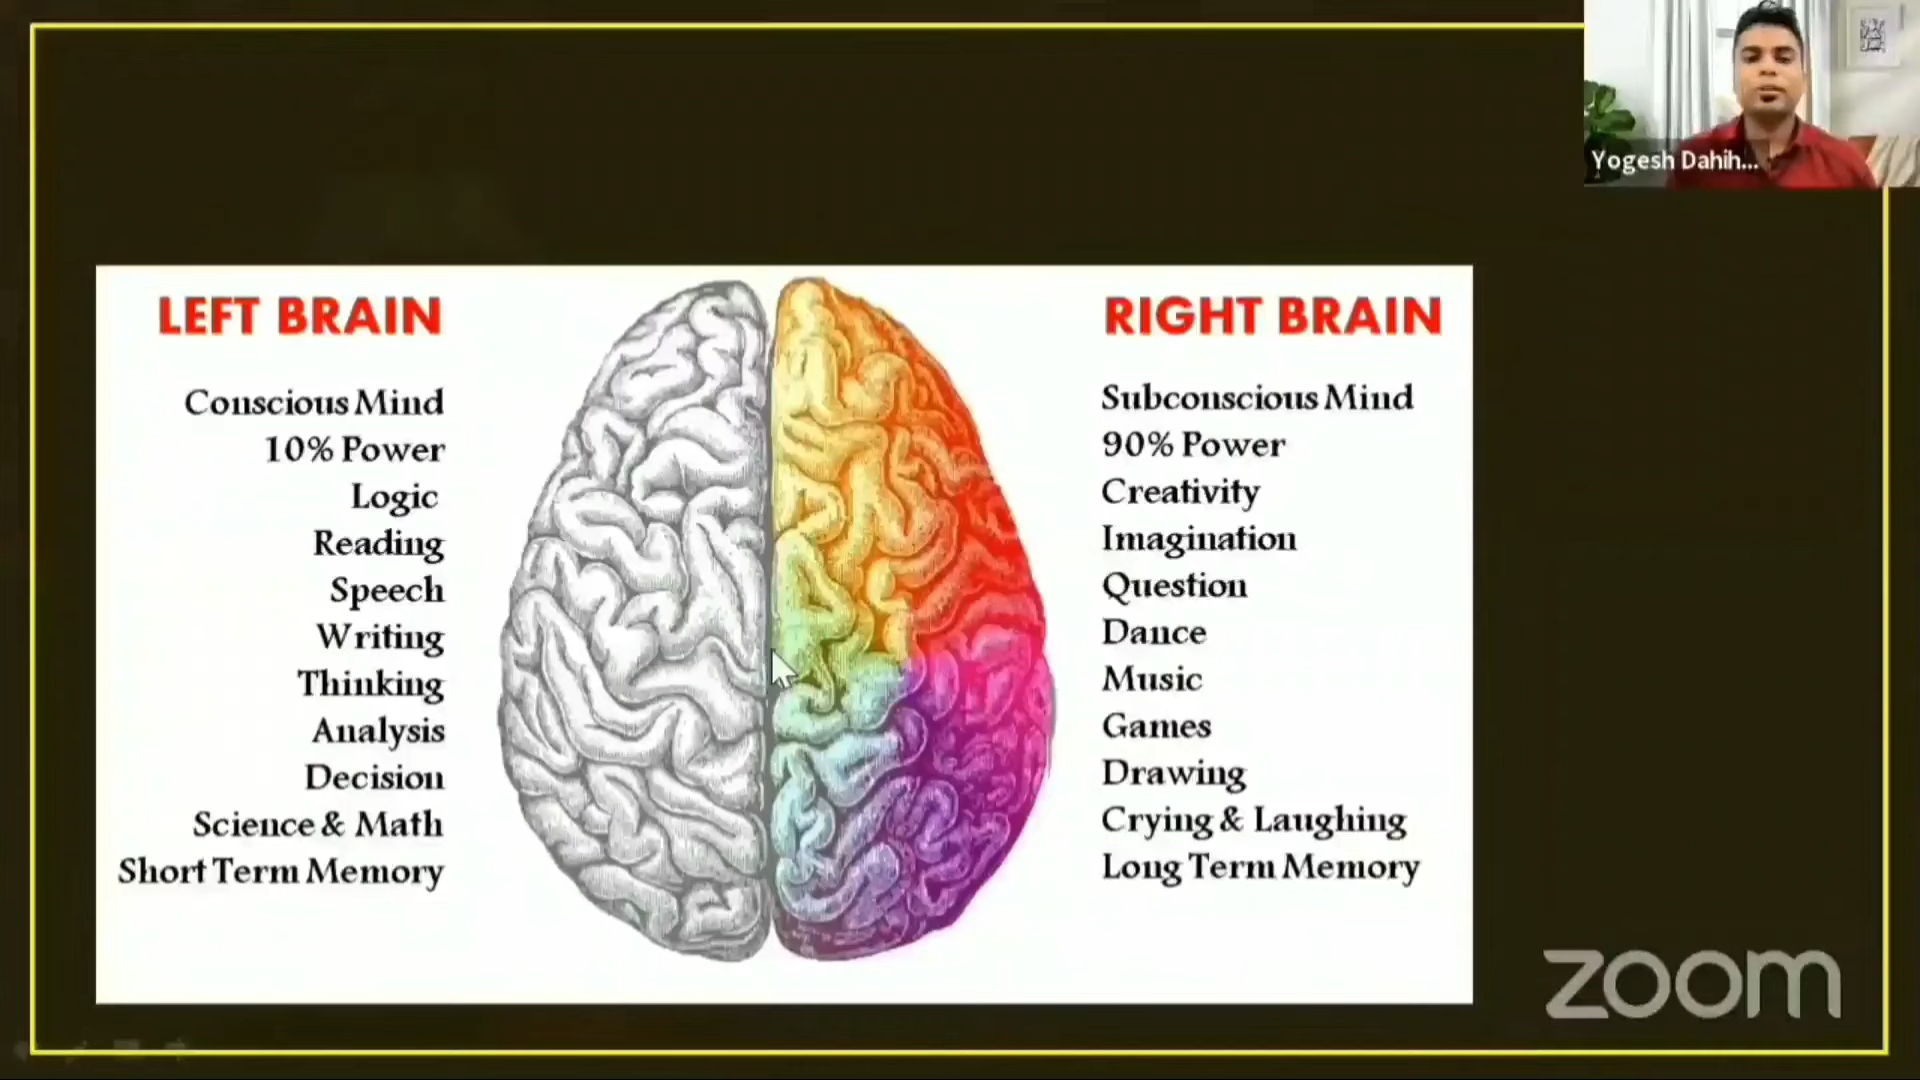 Yogesh Dahih...
LEFT BRAIN
Conscious Mind
10% Power
Logic
Reading
Speech
Writing
Thinking
Analysis
Decision
Science & Math
Short Term Memory
RIGHT BRAIN
Subconscious Mind
90% Power
Creativity
Imagination
Question
Dance
Music
Games
Drawing
Crying & Laughing
Long Term Memory
zoom